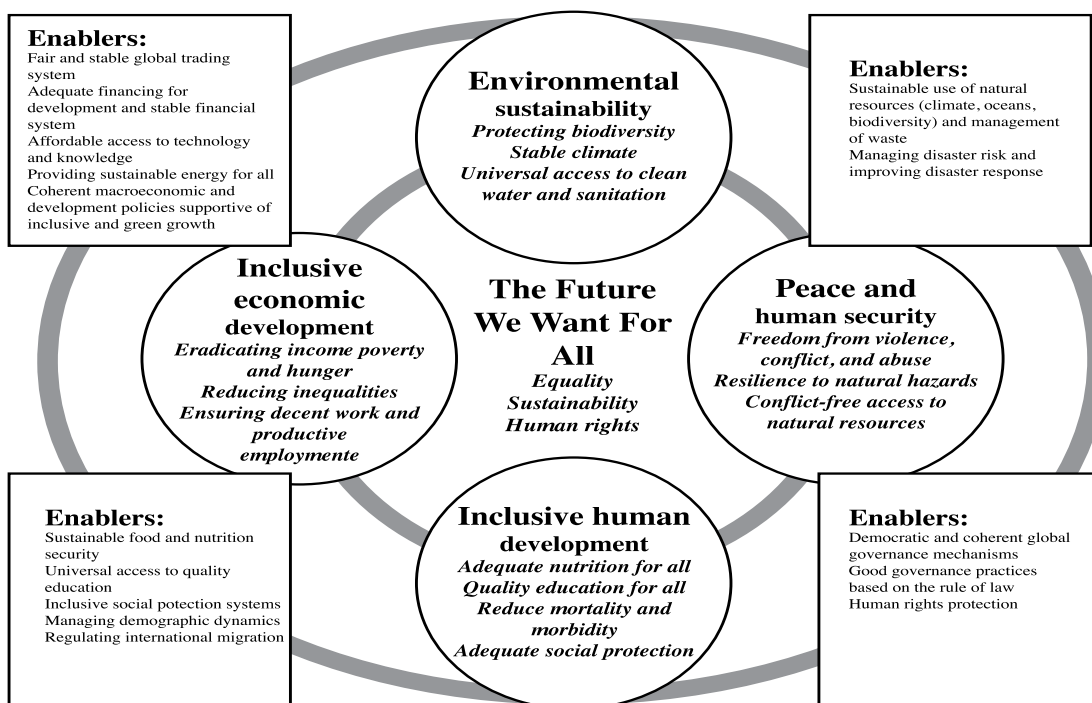 Enablers:
Fair and stable global trading
system
Adequate financing for
development and stable financial
system
Affordable access to technology
and knowledge
Providing sustainable energy for all
Coherent macroeconomic and
development policies supportive of
inclusive and green growth
Environmental
sustainability
Protecting biodiversity
Stable climate
Universal access to clean
water and sanitation
Enablers:
Sustainable use of natural
resources (climate, oceans,
biodiversity) and management
of waste
Managing disaster risk and
improving disaster response
Inclusive
economic
development
Eradicating income poverty
and hunger
Reducing inequalities
Ensuring decent work and
productive
employmente
The Future
We Want For
All
Equality
Sustainability
Human rights
Peace and
human security
Freedom from violence,
conflict, and abuse
Resilience to natural hazards
Conflict-free access to
natural resources
Enablers:
Sustainable food and nutrition
security
Universal access to quality
education
Inclusive social potection systems
Managing demographic dynamics
Regulating international migration
Inclusive human
development
Adequate nutrition for all
Quality education for all
Reduce mortality and
morbidity
Adequate social protection
Enablers:
Democratic and coherent global
governance mechanisms
Good governance practices
based on the rule of law
Human rights protection